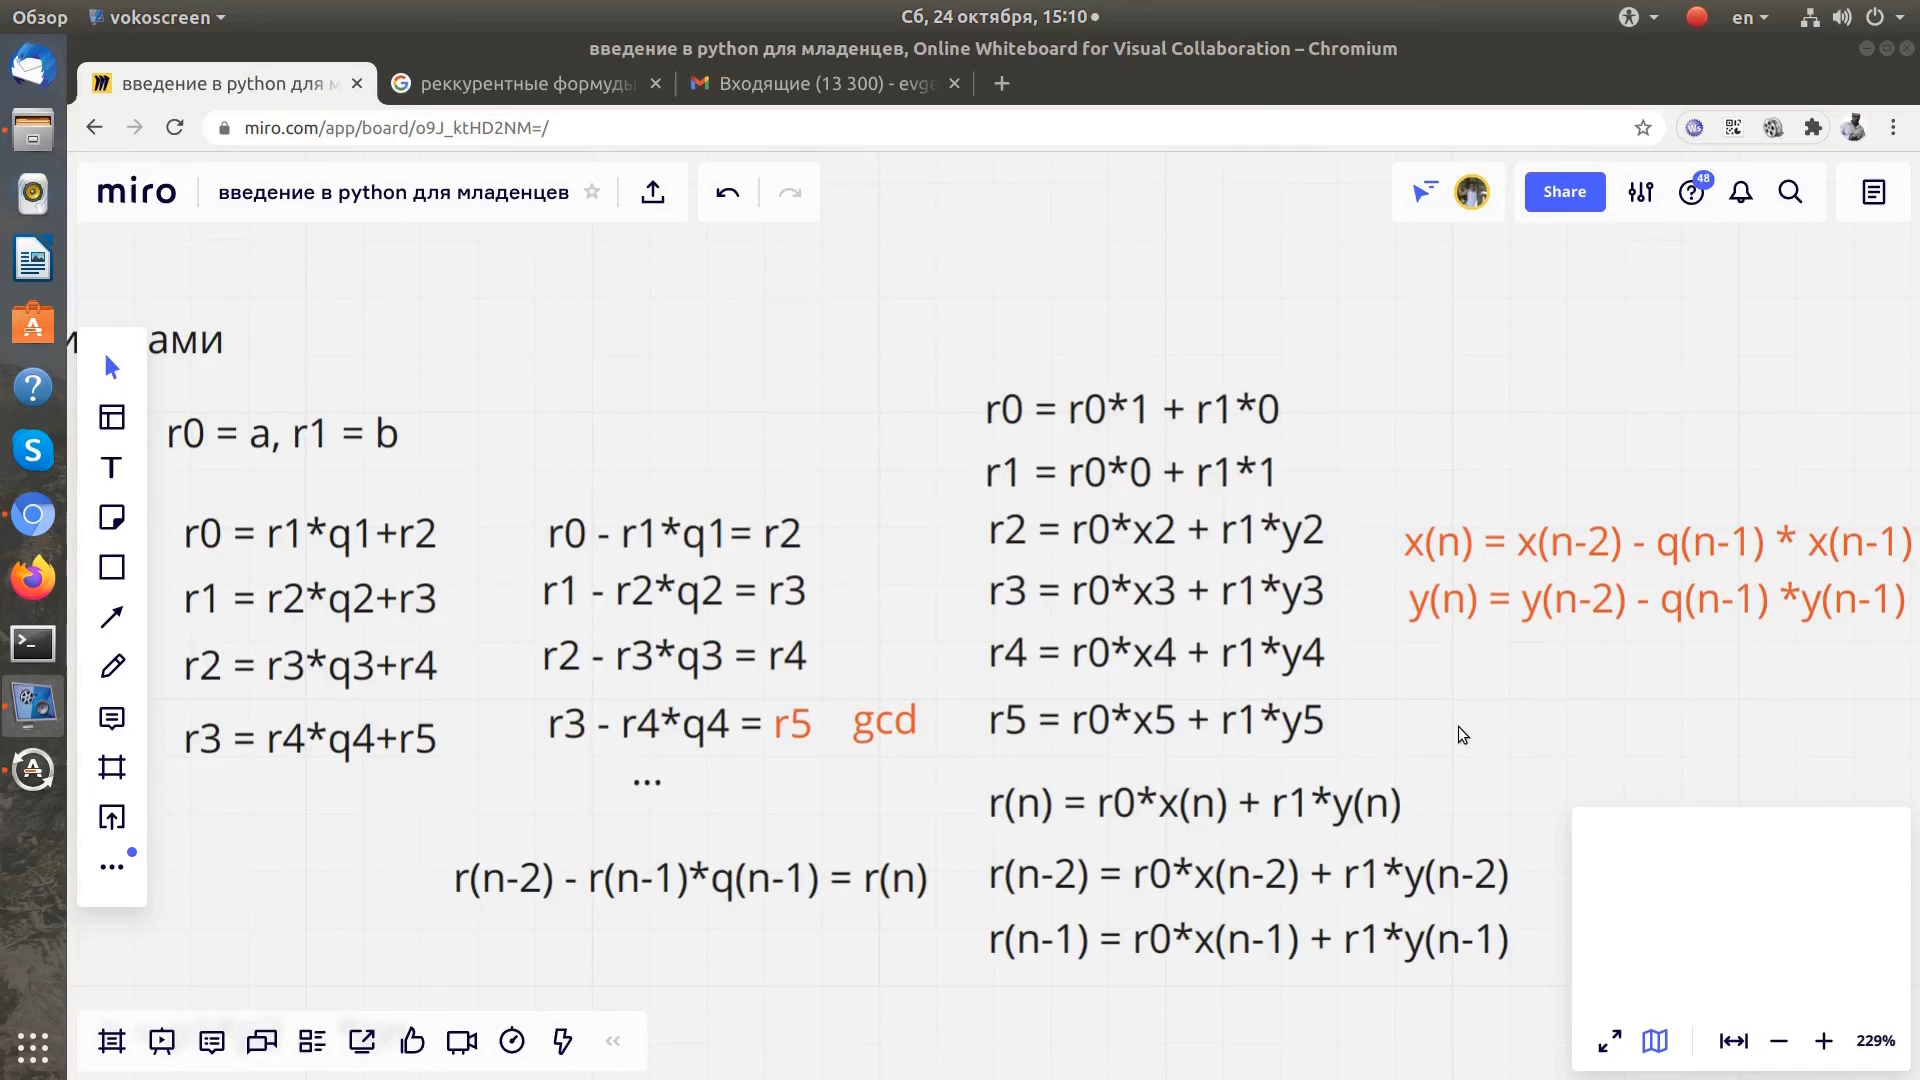 Обзор
vokoscreen
Сб, 24 октября, 15:10
en
введение в python для младенцев, Online Whiteboard for Visual Collaboration – Chromium
введение в python для м
реккурентные формуды
Входящие (13 300) - evge
miro.com/app/board/o9J_ktHD2NM=/
miro
введение в python для младенцев
Share
48
ами
r0 = a, r1 = b
r0 = r1*q1+r2
r1 = r2*q2+r3
r2 = r3*q3+r4
r3 = r4*q4+r5
r0 - r1*q1= r2
r1 - r2*q2 = r3
r2 - r3*q3 = r4
r3 - r4*q4 = r5 gcd
...
r(n-2) - r(n-1)*q(n-1) = r(n)
r0 = r0*1 + r1*0
r1 = r0*0 + r1*1
r2 = r0*x2 + r1*y2
r3 = r0*x3 + r1*y3
r4 = r0*x4 + r1*y4
r5 = r0*x5 + r1*y5
r(n) = r0*x(n) + r1*y(n)
r(n-2) = r0*x(n-2) + r1*y(n-2)
r(n-1) = r0*x(n-1) + r1*y(n-1)
x(n) = x(n-2) - q(n-1) * x(n-1)
y(n) = y(n-2) - q(n-1) *y(n-1)
229%